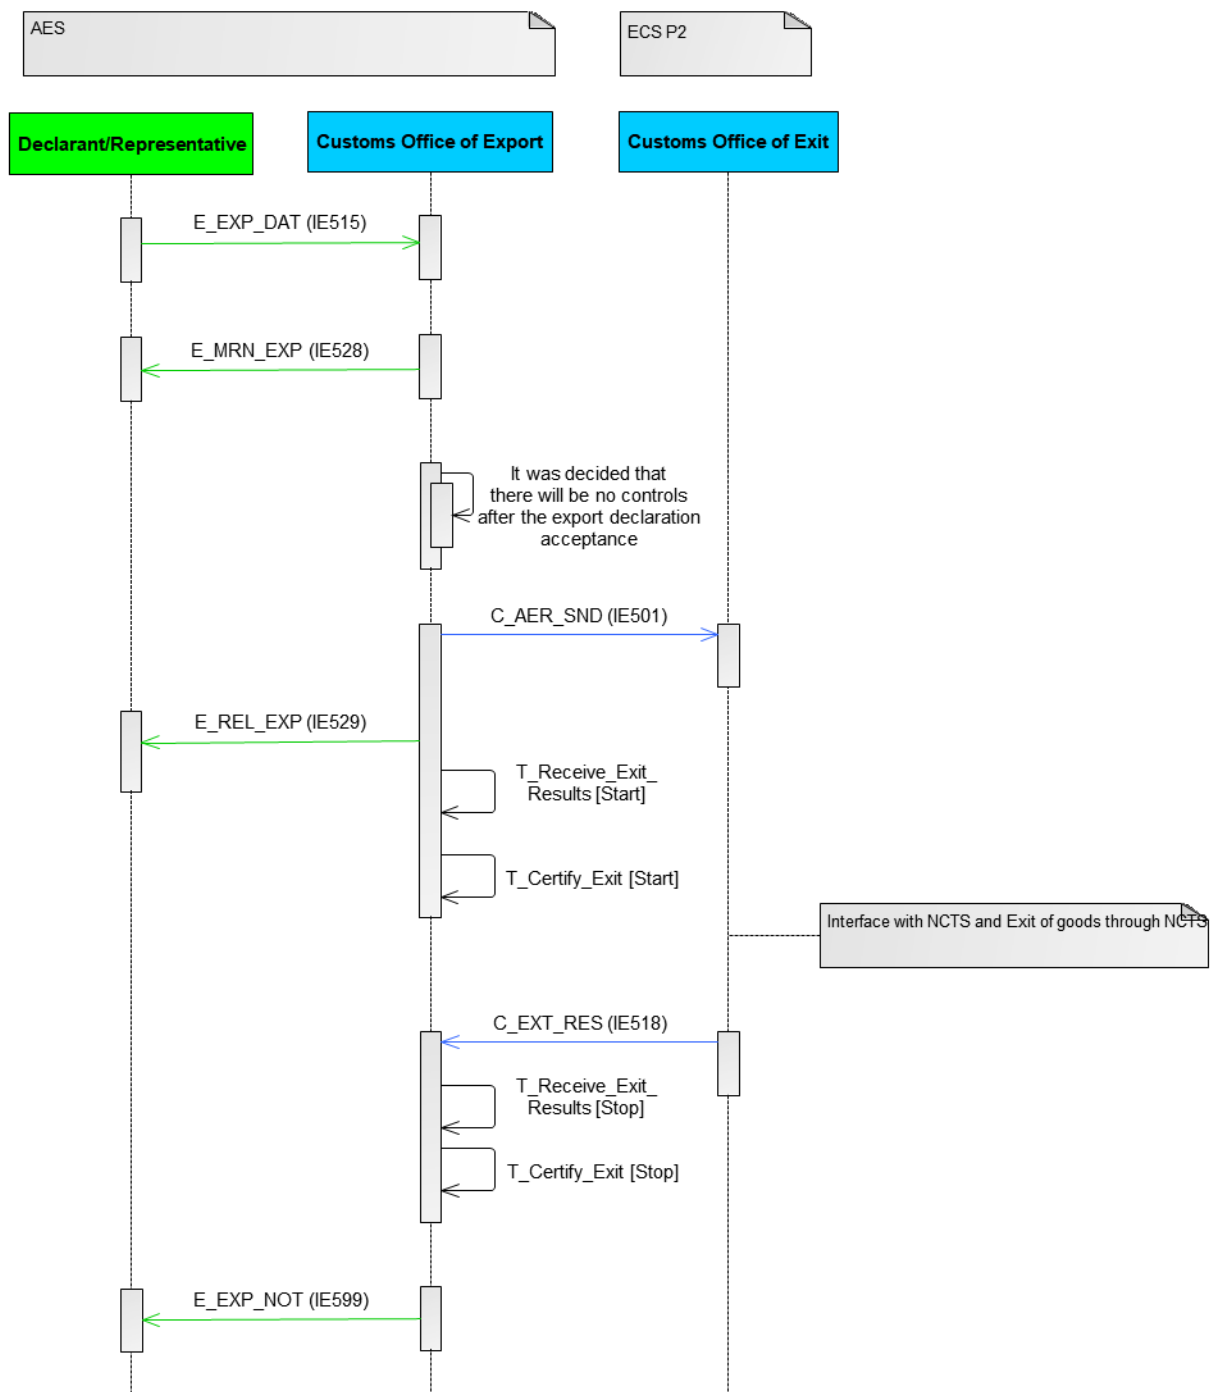 AES
ECS P2
Declarant/Representative
Customs Office of Export
Customs Office of Exit
E_EXP_DAT (IE515)
E_MRN_EXP (IE528)
It was decided that
there will be no controls
after the export declaration
acceptance
C_AER_SND (IE501)
E_REL_EXP (IE529)
T_Receive_Exit_
Results [Start]
T_Certify_Exit [Start]
Interface with NCTS and Exit of goods through NCTS
C_EXT_RES (IE518)
T_Receive_Exit_
Results [Stop]
T_Certify_Exit [Stop]
E_EXP_NOT (IE599)